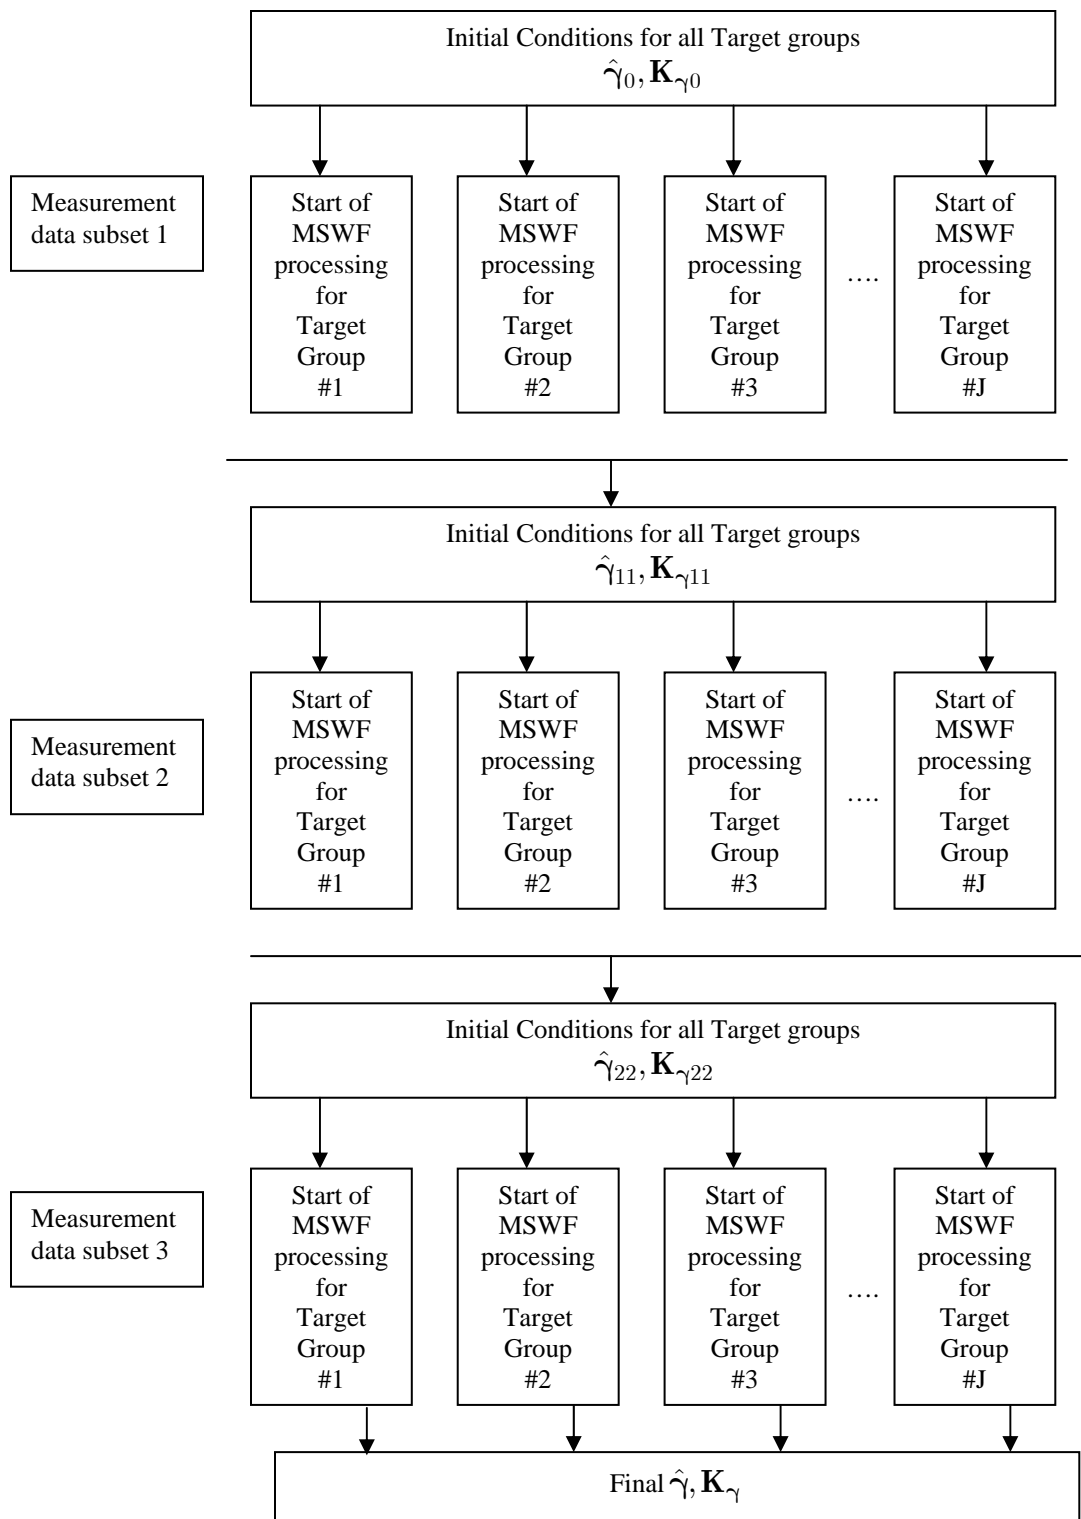 Initial Conditions for all Target groups
γ̂₀, K_γ0
Measurement
data subset 1
Start of
MSWF
processing
for
Target
Group
#1
Start of
MSWF
processing
for
Target
Group
#2
Start of
MSWF
processing
for
Target
Group
#3
....
Start of
MSWF
processing
for
Target
Group
#J
Initial Conditions for all Target groups
γ̂₁₁, K_γ11
Measurement
data subset 2
Start of
MSWF
processing
for
Target
Group
#1
Start of
MSWF
processing
for
Target
Group
#2
Start of
MSWF
processing
for
Target
Group
#3
....
Start of
MSWF
processing
for
Target
Group
#J
Initial Conditions for all Target groups
γ̂₂₂, K_γ22
Measurement
data subset 3
Start of
MSWF
processing
for
Target
Group
#1
Start of
MSWF
processing
for
Target
Group
#2
Start of
MSWF
processing
for
Target
Group
#3
....
Start of
MSWF
processing
for
Target
Group
#J
Final γ̂, K_γ